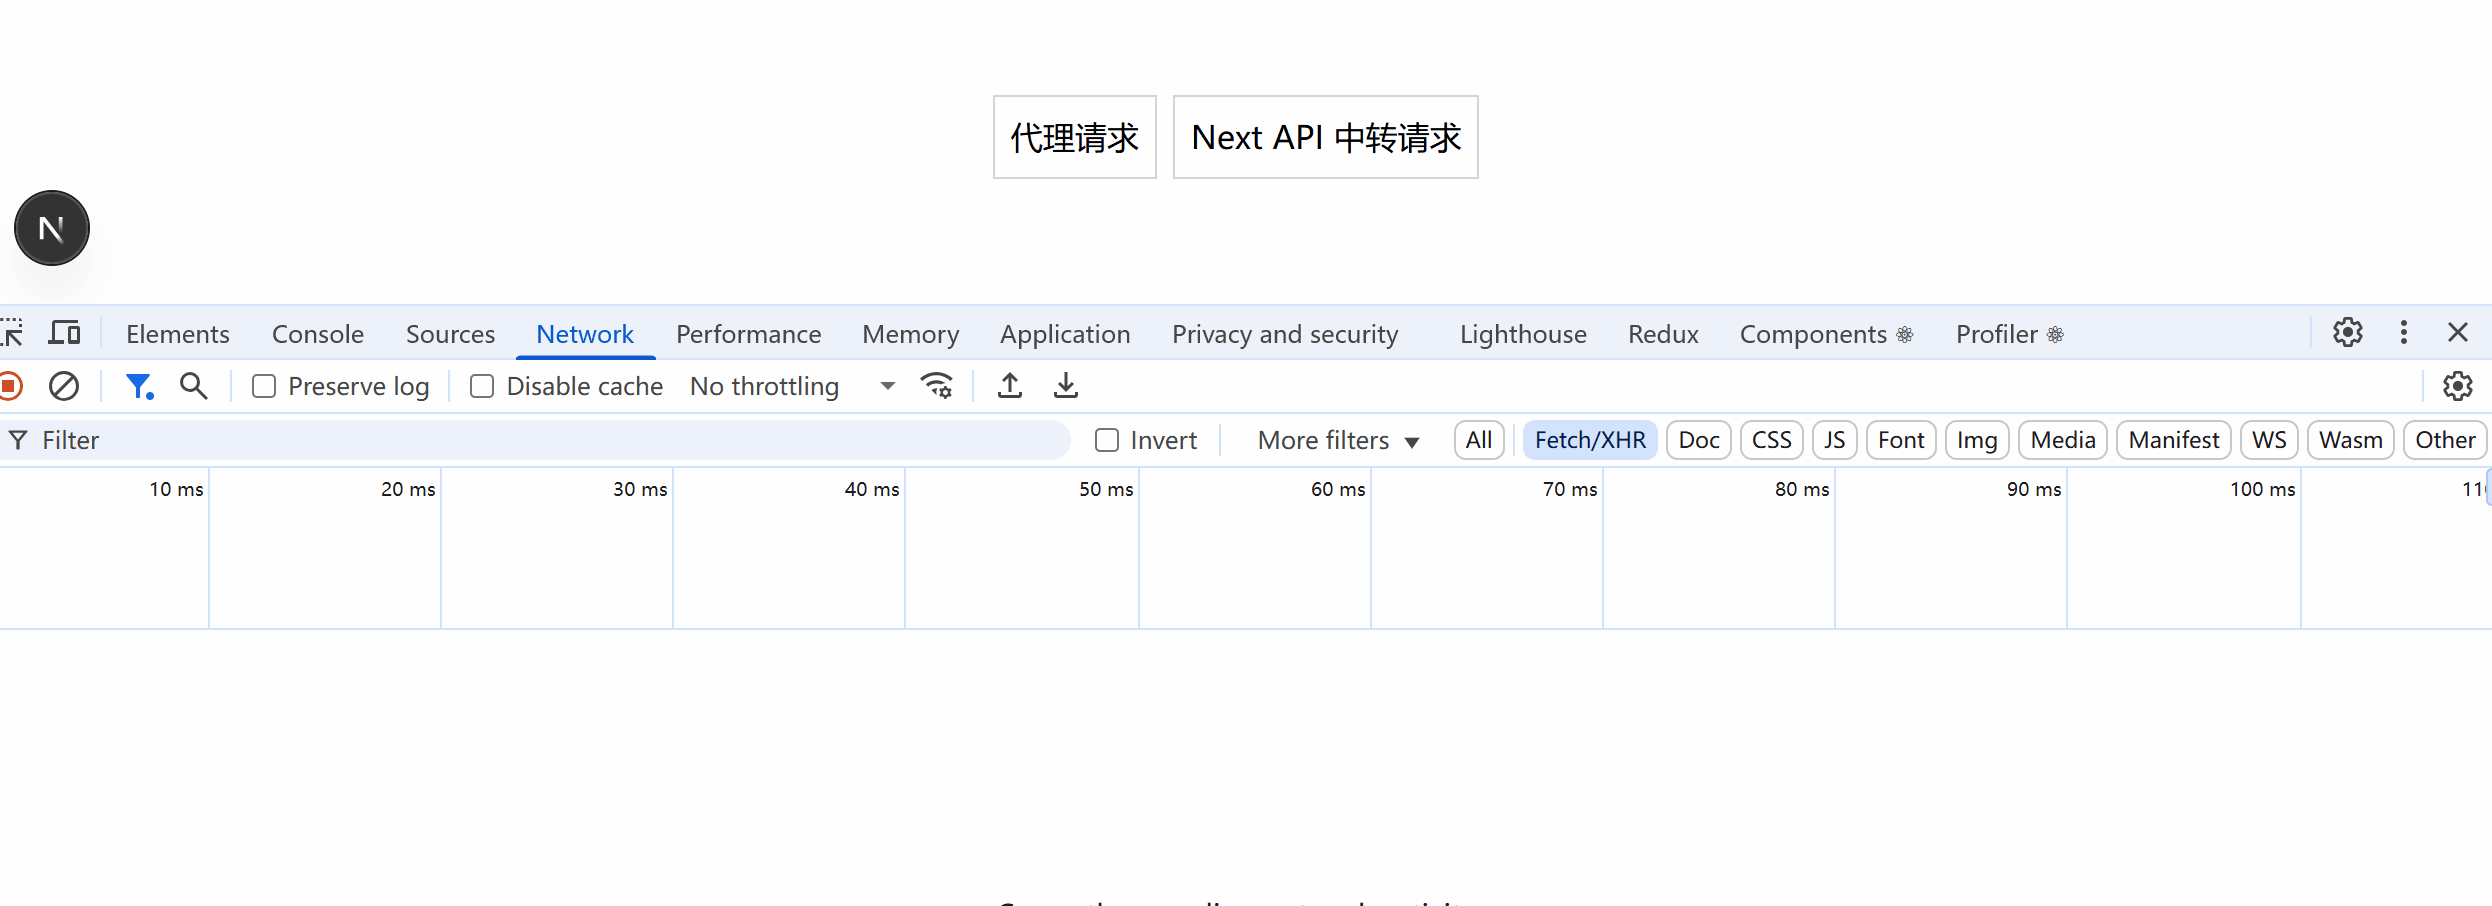 代理请求 Next API 中转请求
N
Elements Console Sources Network Performance Memory Application Privacy and security Lighthouse Redux Components Profiler
Preserve log Disable cache No throttling
Filter Invert More filters All Fetch/XHR Doc CSS JS Font Img Media Manifest WS Wasm Other
10 ms 20 ms 30 ms 40 ms 50 ms 60 ms 70 ms 80 ms 90 ms 100 ms